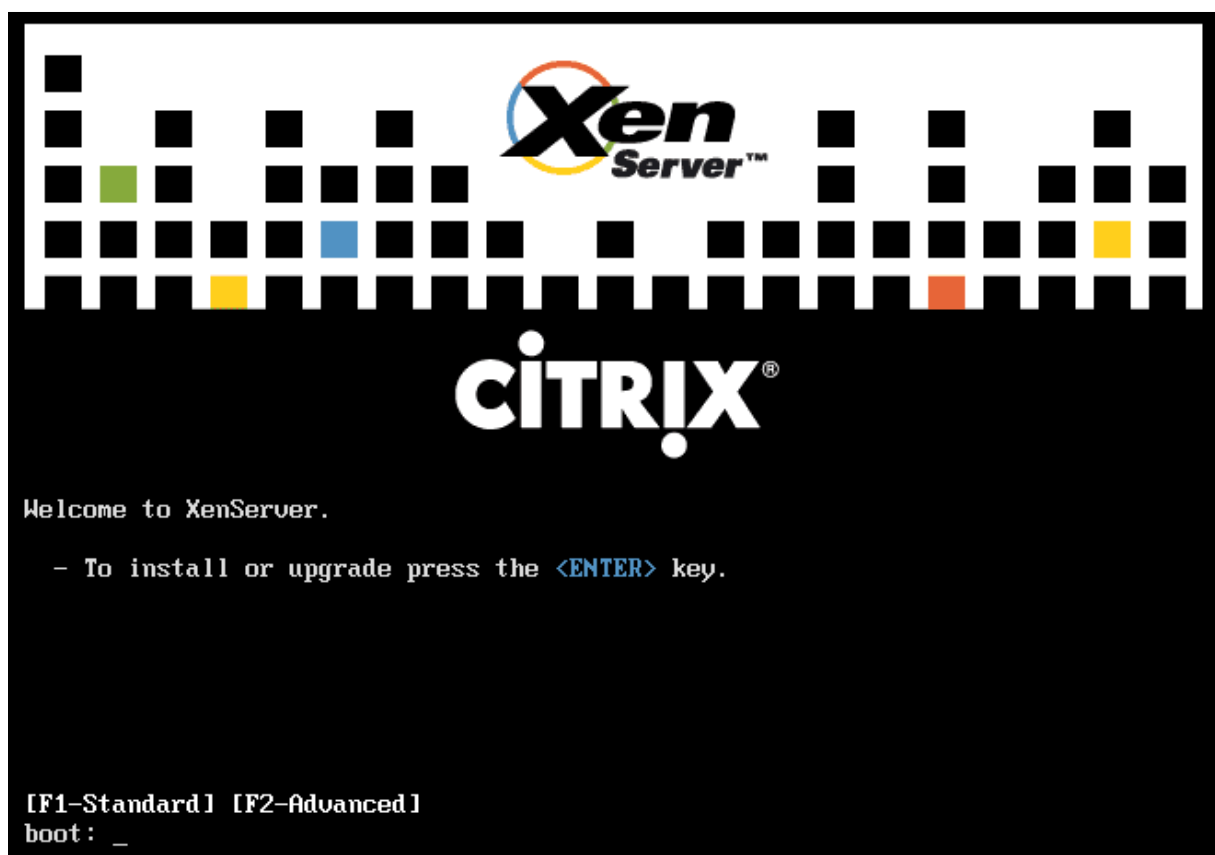 Xen
Server™
CITRIX®
Welcome to XenServer.
- To install or upgrade press the <ENTER> key.
[F1-Standard] [F2-Advanced]
boot: _